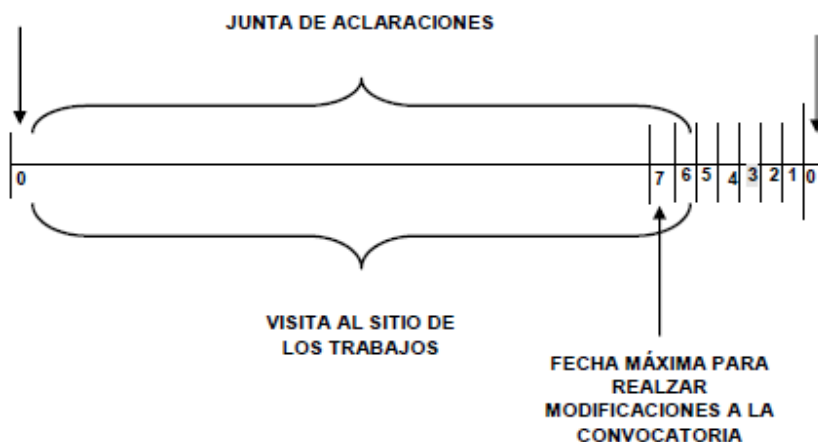 JUNTA DE ACLARACIONES
0 7 6 5 4 3 2 1 0
VISITA AL SITIO DE
LOS TRABAJOS
FECHA MÁXIMA PARA
REALZAR
MODIFICACIONES A LA
CONVOCATORIA